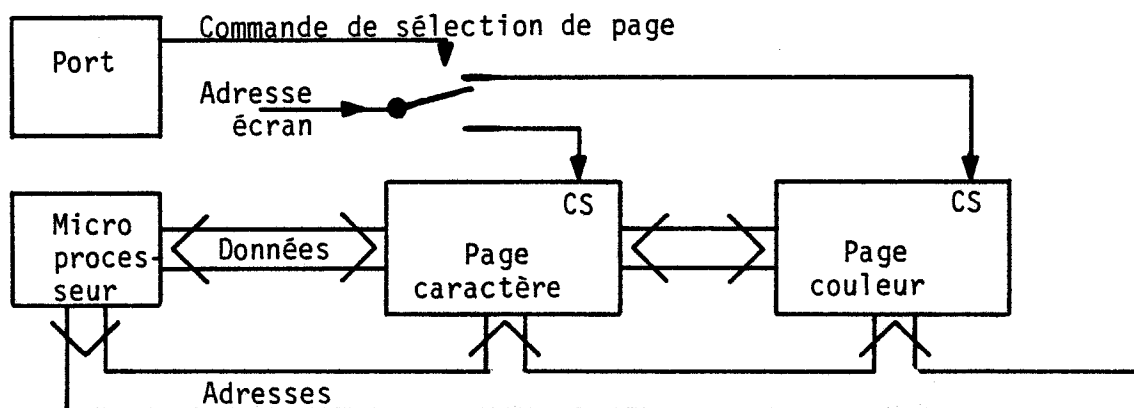 Commande de sélection de page
Port
Adresse
écran
CS
CS
Micro
proces-
seur
Données
Page
caractère
Page
couleur
Adresses